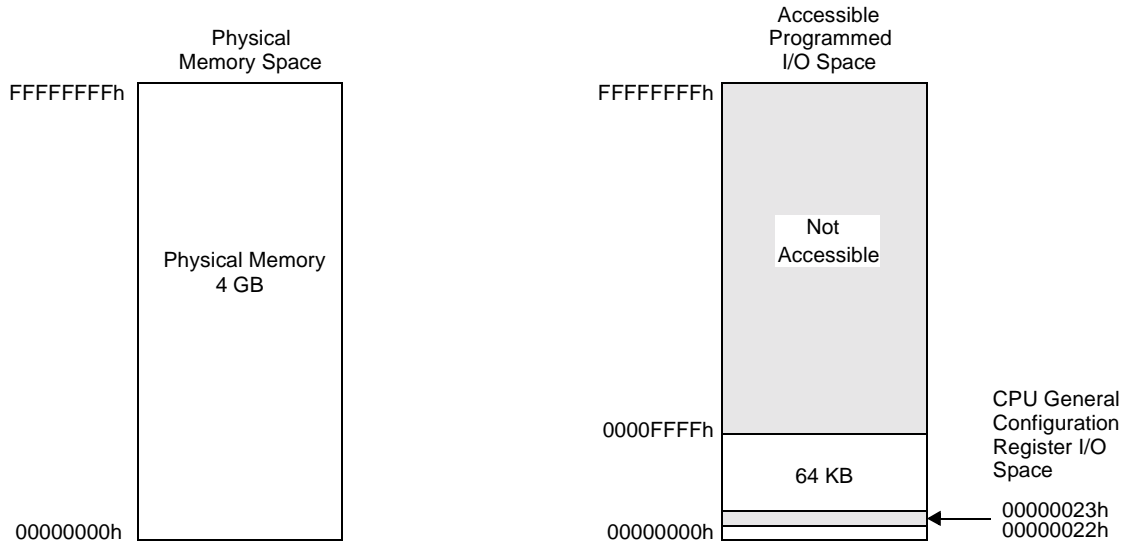 Physical
Memory Space
FFFFFFFFh
Physical Memory
4 GB
00000000h
Accessible
Programmed
I/O Space
FFFFFFFFh
Not
Accessible
0000FFFFh
64 KB
00000000h
CPU General
Configuration
Register I/O
Space
00000023h
00000022h